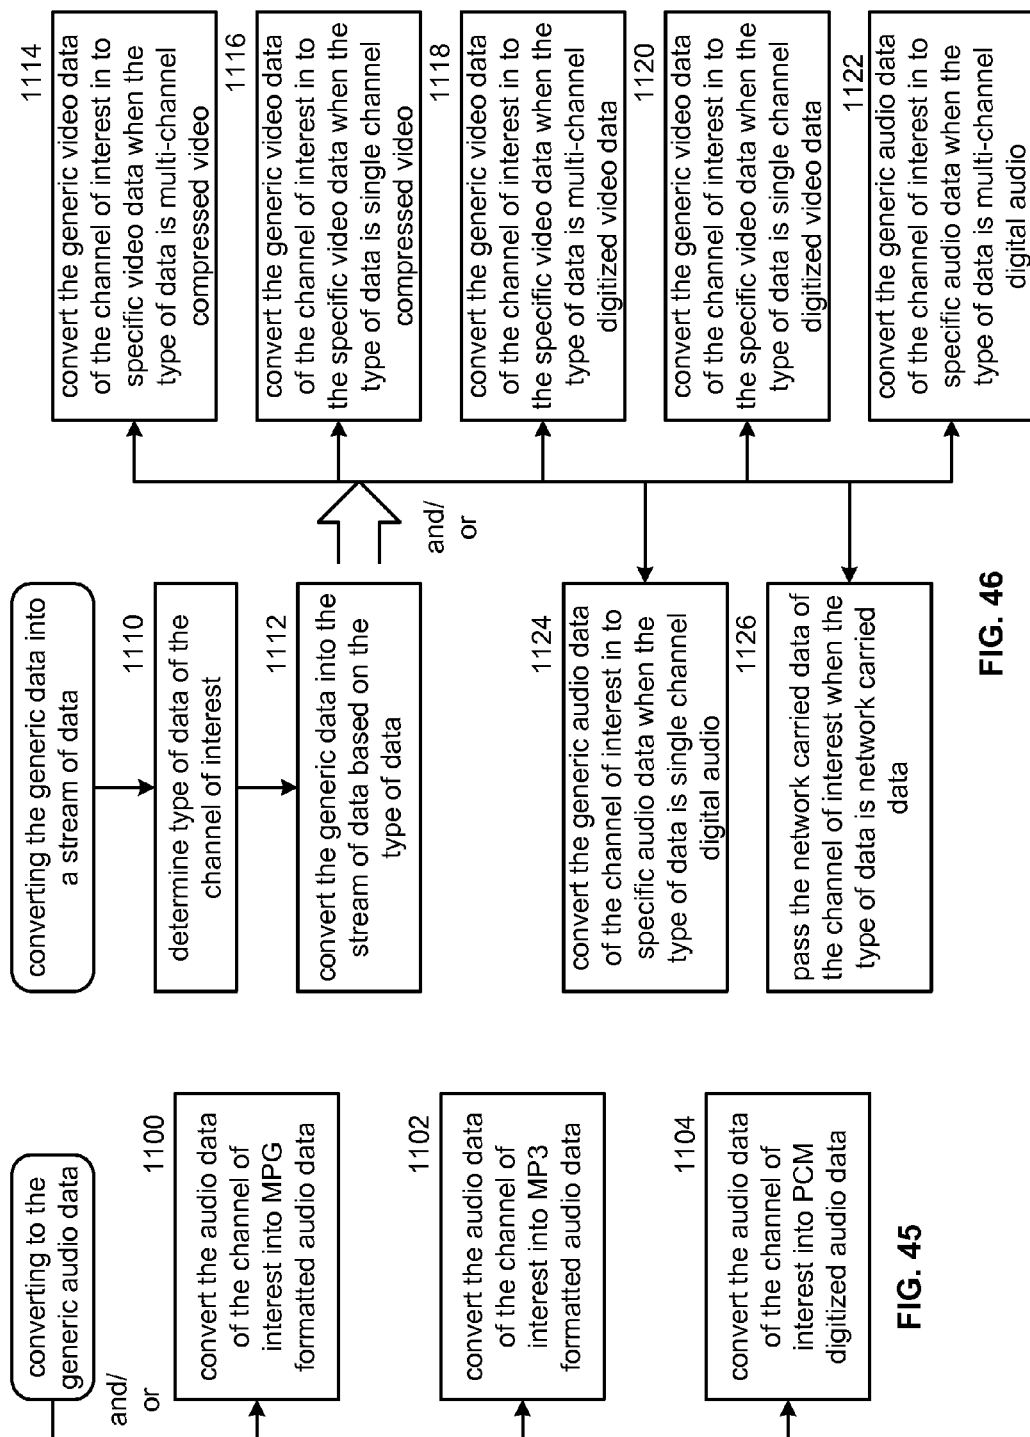 converting to the
generic audio data
and/
or
1100
convert the audio data
of the channel of
interest into MPG
formatted audio data
1102
convert the audio data
of the channel of
interest into MP3
formatted audio data
1104
convert the audio data
of the channel of
interest into PCM
digitized audio data
FIG. 45
converting the generic data into
a stream of data
1110
determine type of data of the
channel of interest
1112
convert the generic data into the
stream of data based on the
type of data
and/
or
1114
convert the generic video data
of the channel of interest in to
specific video data when the
type of data is multi-channel
compressed video
1116
convert the generic video data
of the channel of interest in to
the specific video data when the
type of data is single channel
compressed video
1118
convert the generic video data
of the channel of interest in to
the specific video data when the
type of data is multi-channel
digitized video data
1120
convert the generic video data
of the channel of interest in to
the specific video data when the
type of data is single channel
digitized video data
1122
convert the generic audio data
of the channel of interest in to
specific audio data when the
type of data is multi-channel
digital audio
1124
convert the generic audio data
of the channel of interest in to
specific audio data when the
type of data is single channel
digital audio
1126
pass the network carried data of
the channel of interest when the
type of data is network carried
data
FIG. 46